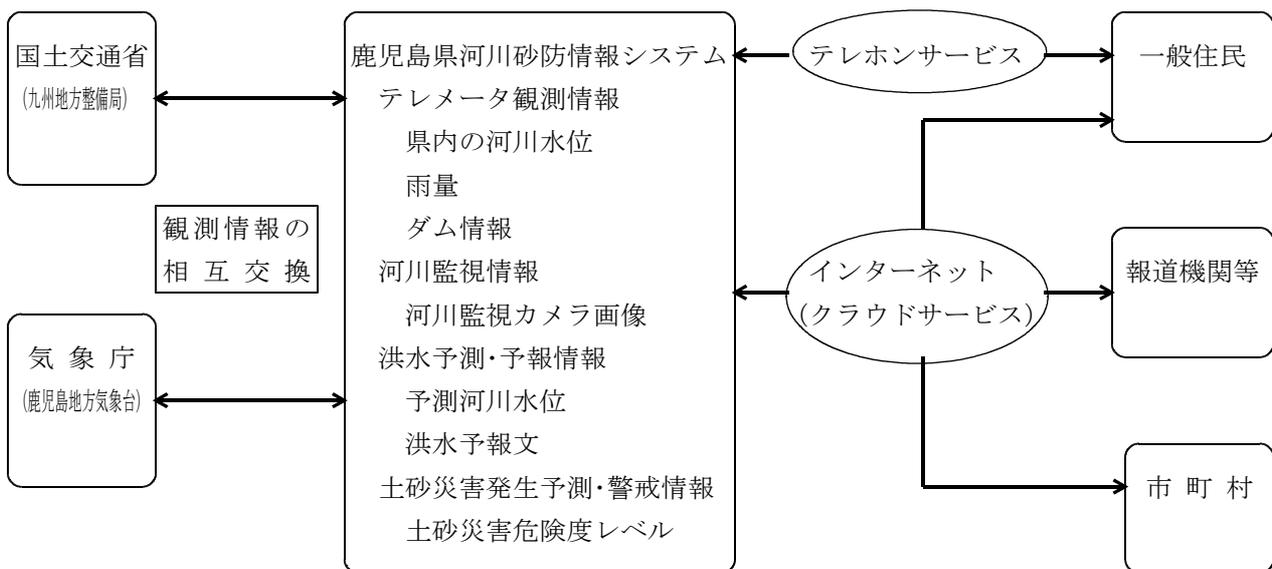 国土交通省
(九州地方整備局)
観測情報の
相互交換
気象庁
(鹿児島地方気象台)
鹿児島県河川砂防情報システム
テレメータ観測情報
県内の河川水位
雨量
ダム情報
河川監視情報
河川監視カメラ画像
洪水予測・予報情報
予測河川水位
洪水予報文
土砂災害発生予測・警戒情報
土砂災害危険度レベル
テレホンサービス
インターネット
(クラウドサービス)
一般住民
報道機関等
市町村